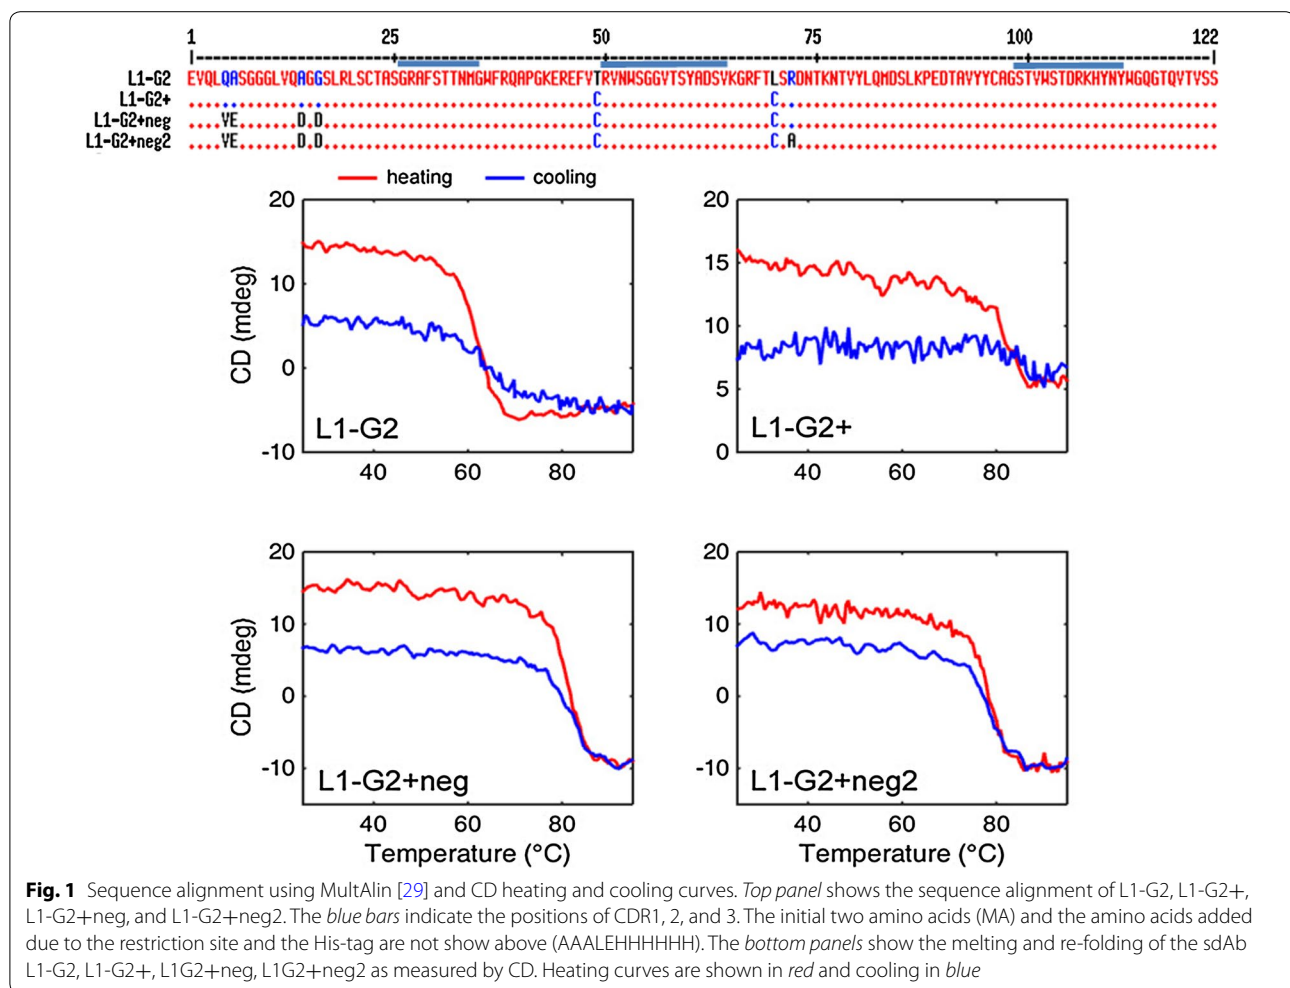 1 25 50 75 100 122
L1-G2 EVQLQASGGGLVQAGGSLRLSCTASGRAFSTTNMGWFRQAPGKEREFVTRVNWSGGVTSYADSVKGRFTLSRDNTKNTVYLQMDSLKPEDTAVYYCAGSTVWSTDRKHYNYWGQGTQVTVSS
L1-G2+ ................................................C....................C....................................................
L1-G2+neg ....VE.......D.D................................C....................C....................................................
L1-G2+neg2 ....VE.......D.D................................C....................C.A..................................................
heating cooling
20 10 0 -10
CD (mdeg)
L1-G2
40 60 80
20 15 10 5 0
L1-G2+
40 60 80
20 10 0 -10
CD (mdeg)
L1-G2+neg
40 60 80
Temperature (°C)
20 10 0 -10
L1-G2+neg2
40 60 80
Temperature (°C)
Fig. 1 Sequence alignment using MultAlin [29] and CD heating and cooling curves. Top panel shows the sequence alignment of L1-G2, L1-G2+,
L1-G2+neg, and L1-G2+neg2. The blue bars indicate the positions of CDR1, 2, and 3. The initial two amino acids (MA) and the amino acids added
due to the restriction site and the His-tag are not show above (AAALEHHHHHH). The bottom panels show the melting and re-folding of the sdAb
L1-G2, L1-G2+, L1G2+neg, L1G2+neg2 as measured by CD. Heating curves are shown in red and cooling in blue